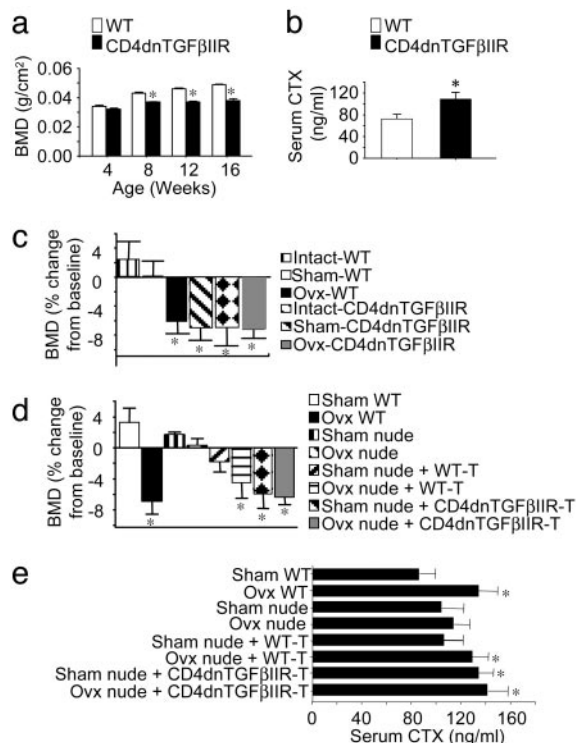 a
WT
CD4dnTGFβIIR
BMD (g/cm²)
0.06
0.04
0.02
0.00
* * *
4 8 12 16
Age (Weeks)
b
WT
CD4dnTGFβIIR
Serum CTX
(ng/ml)
120
80
40
0
*
c
BMD (% change
from baseline)
4
0
-4
-8
* * * *
Intact-WT
Sham-WT
Ovx-WT
Intact-CD4dnTGFβIIR
Sham-CD4dnTGFβIIR
Ovx-CD4dnTGFβIIR
d
BMD (% change
from baseline)
4
0
-4
-8
* * * *
Sham WT
Ovx WT
Sham nude
Ovx nude
Sham nude + WT-T
Ovx nude + WT-T
Sham nude + CD4dnTGFβIIR-T
Ovx nude + CD4dnTGFβIIR-T
e
Sham WT
Ovx WT *
Sham nude
Ovx nude
Sham nude + WT-T
Ovx nude + WT-T *
Sham nude + CD4dnTGFβIIR-T *
Ovx nude + CD4dnTGFβIIR-T *
0 40 80 120 160
Serum CTX (ng/ml)